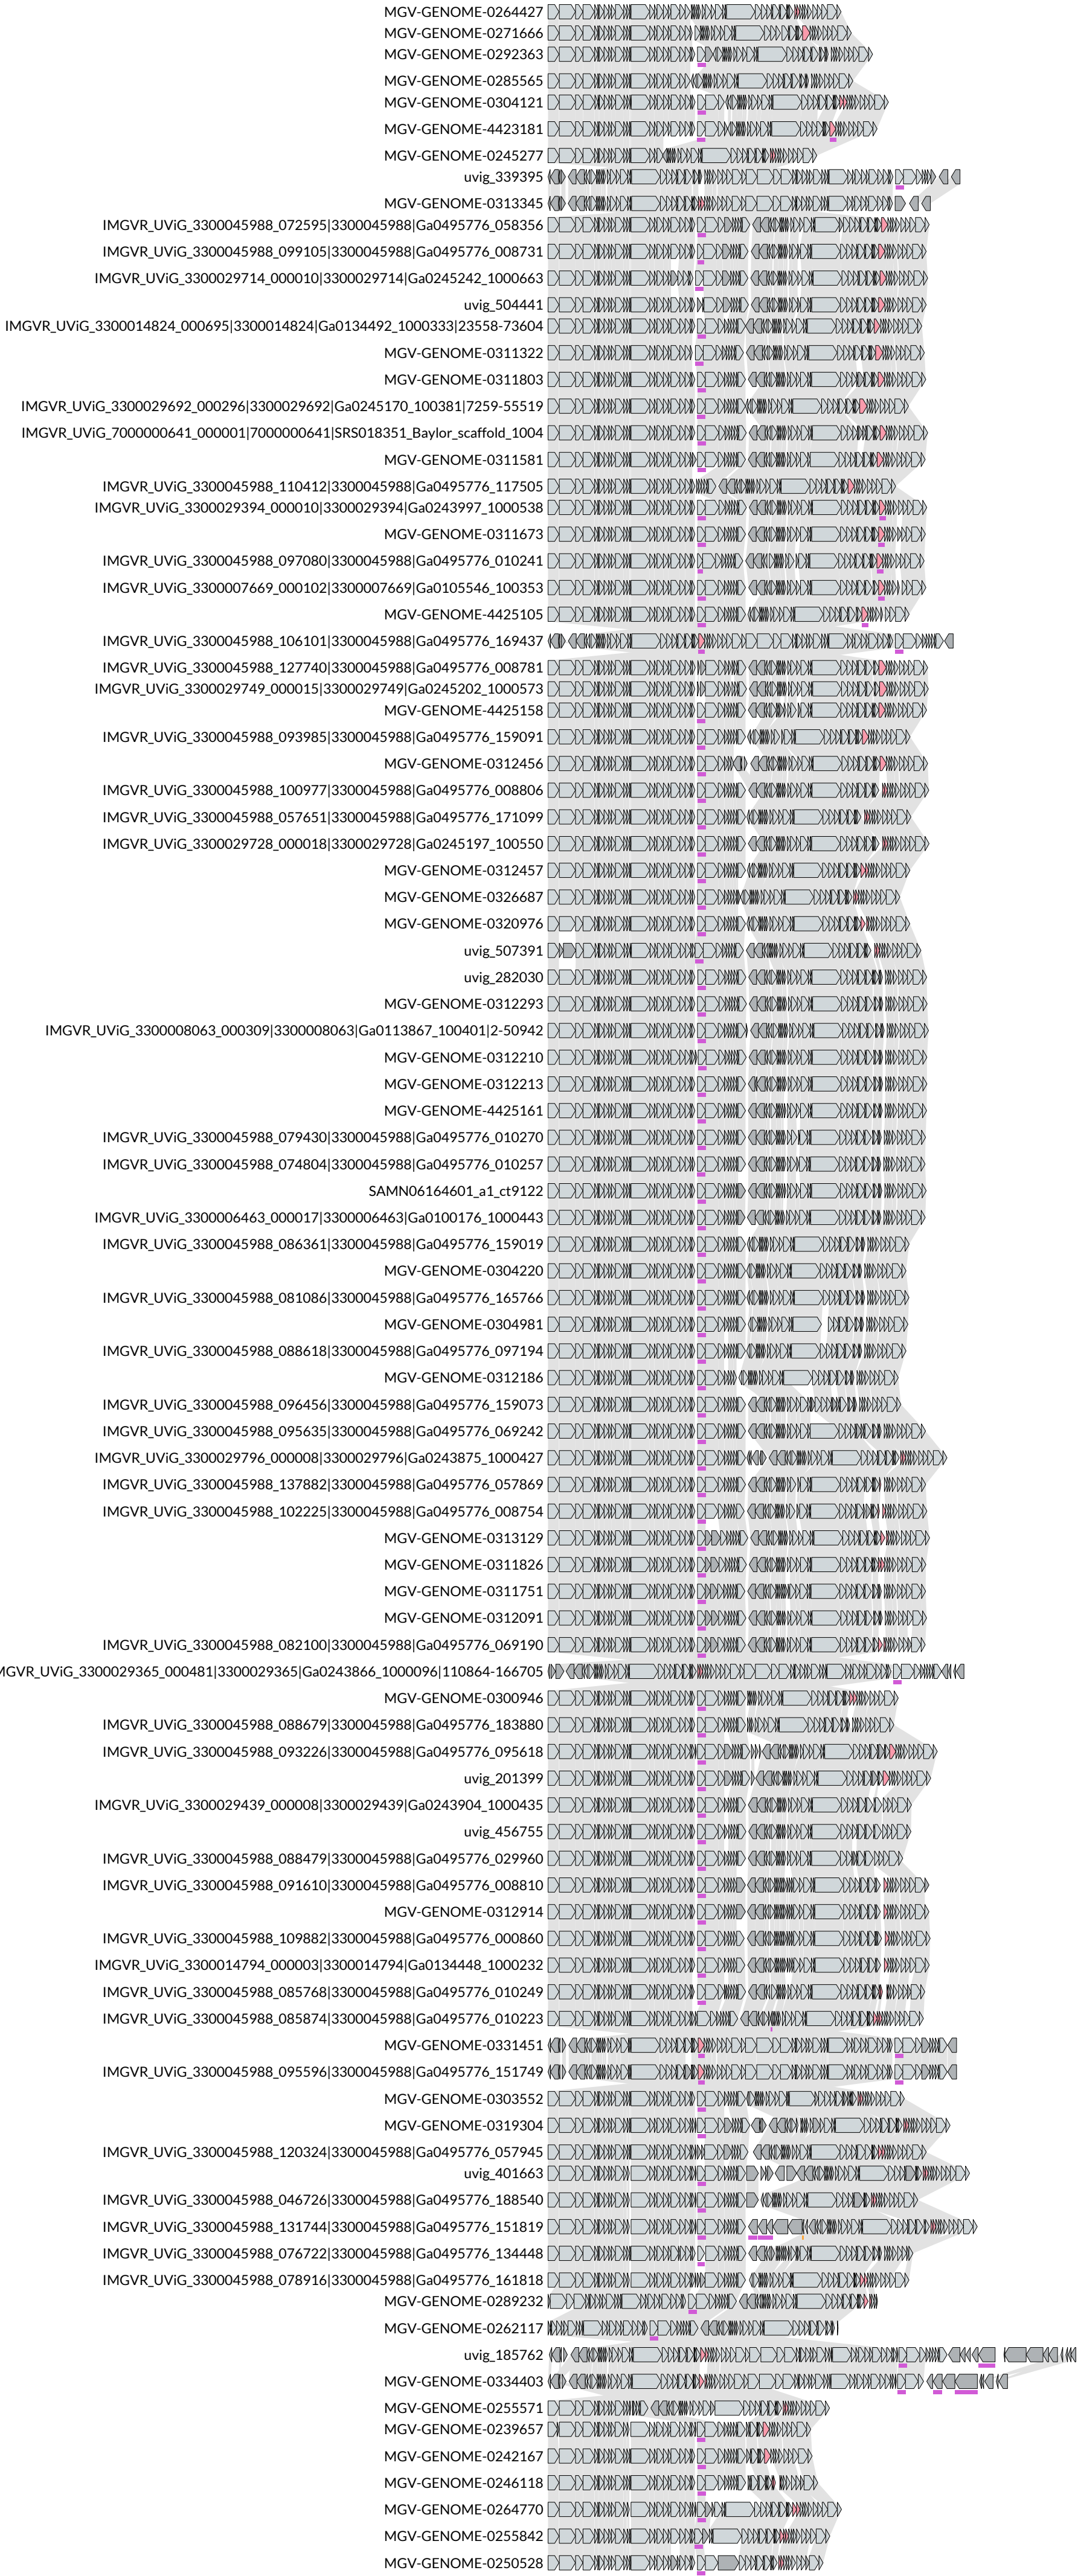 MGV-GENOME-0264427
MGV-GENOME-0271666
MGV-GENOME-0292363
MGV-GENOME-0285565
MGV-GENOME-0304121
MGV-GENOME-4423181
MGV-GENOME-0245277
uvig_339395
MGV-GENOME-0313345
IMGVR_UViG_3300045988_072595|3300045988|Ga0495776_058356
IMGVR_UViG_3300045988_099105|3300045988|Ga0495776_008731
IMGVR_UViG_3300029714_000010|3300029714|Ga0245242_1000663
uvig_504441
IMGVR_UViG_3300014824_000695|3300014824|Ga0134492_1000333|23558-73604
MGV-GENOME-0311322
MGV-GENOME-0311803
IMGVR_UViG_3300029692_000296|3300029692|Ga0245170_100381|7259-55519
IMGVR_UViG_7000000641_000001|7000000641|SRS018351_Baylor_scaffold_1004
MGV-GENOME-0311581
IMGVR_UViG_3300045988_110412|3300045988|Ga0495776_117505
IMGVR_UViG_3300029394_000010|3300029394|Ga0243997_1000538
MGV-GENOME-0311673
IMGVR_UViG_3300045988_097080|3300045988|Ga0495776_010241
IMGVR_UViG_3300007669_000102|3300007669|Ga0105546_100353
MGV-GENOME-4425105
IMGVR_UViG_3300045988_106101|3300045988|Ga0495776_169437
IMGVR_UViG_3300045988_127740|3300045988|Ga0495776_008781
IMGVR_UViG_3300029749_000015|3300029749|Ga0245202_1000573
MGV-GENOME-4425158
IMGVR_UViG_3300045988_093985|3300045988|Ga0495776_159091
MGV-GENOME-0312456
IMGVR_UViG_3300045988_100977|3300045988|Ga0495776_008806
IMGVR_UViG_3300045988_057651|3300045988|Ga0495776_171099
IMGVR_UViG_3300029728_000018|3300029728|Ga0245197_100550
MGV-GENOME-0312457
MGV-GENOME-0326687
MGV-GENOME-0320976
uvig_507391
uvig_282030
MGV-GENOME-0312293
IMGVR_UViG_3300008063_000309|3300008063|Ga0113867_100401|2-50942
MGV-GENOME-0312210
MGV-GENOME-0312213
MGV-GENOME-4425161
IMGVR_UViG_3300045988_079430|3300045988|Ga0495776_010270
IMGVR_UViG_3300045988_074804|3300045988|Ga0495776_010257
SAMN06164601_a1_ct9122
IMGVR_UViG_3300006463_000017|3300006463|Ga0100176_1000443
IMGVR_UViG_3300045988_086361|3300045988|Ga0495776_159019
MGV-GENOME-0304220
IMGVR_UViG_3300045988_081086|3300045988|Ga0495776_165766
MGV-GENOME-0304981
IMGVR_UViG_3300045988_088618|3300045988|Ga0495776_097194
MGV-GENOME-0312186
IMGVR_UViG_3300045988_096456|3300045988|Ga0495776_159073
IMGVR_UViG_3300045988_095635|3300045988|Ga0495776_069242
IMGVR_UViG_3300029796_000008|3300029796|Ga0243875_1000427
IMGVR_UViG_3300045988_137882|3300045988|Ga0495776_057869
IMGVR_UViG_3300045988_102225|3300045988|Ga0495776_008754
MGV-GENOME-0313129
MGV-GENOME-0311826
MGV-GENOME-0311751
MGV-GENOME-0312091
IMGVR_UViG_3300045988_082100|3300045988|Ga0495776_069190
MGVR_UViG_3300029365_000481|3300029365|Ga0243866_1000096|110864-166705
MGV-GENOME-0300946
IMGVR_UViG_3300045988_088679|3300045988|Ga0495776_183880
IMGVR_UViG_3300045988_093226|3300045988|Ga0495776_095618
uvig_201399
IMGVR_UViG_3300029439_000008|3300029439|Ga0243904_1000435
uvig_456755
IMGVR_UViG_3300045988_088479|3300045988|Ga0495776_029960
IMGVR_UViG_3300045988_091610|3300045988|Ga0495776_008810
MGV-GENOME-0312914
IMGVR_UViG_3300045988_109882|3300045988|Ga0495776_000860
IMGVR_UViG_3300014794_000003|3300014794|Ga0134448_1000232
IMGVR_UViG_3300045988_085768|3300045988|Ga0495776_010249
IMGVR_UViG_3300045988_085874|3300045988|Ga0495776_010223
MGV-GENOME-0331451
IMGVR_UViG_3300045988_095596|3300045988|Ga0495776_151749
MGV-GENOME-0303552
MGV-GENOME-0319304
IMGVR_UViG_3300045988_120324|3300045988|Ga0495776_057945
uvig_401663
IMGVR_UViG_3300045988_046726|3300045988|Ga0495776_188540
IMGVR_UViG_3300045988_131744|3300045988|Ga0495776_151819
IMGVR_UViG_3300045988_076722|3300045988|Ga0495776_134448
IMGVR_UViG_3300045988_078916|3300045988|Ga0495776_161818
MGV-GENOME-0289232
MGV-GENOME-0262117
uvig_185762
MGV-GENOME-0334403
MGV-GENOME-0255571
MGV-GENOME-0239657
MGV-GENOME-0242167
MGV-GENOME-0246118
MGV-GENOME-0264770
MGV-GENOME-0255842
MGV-GENOME-0250528